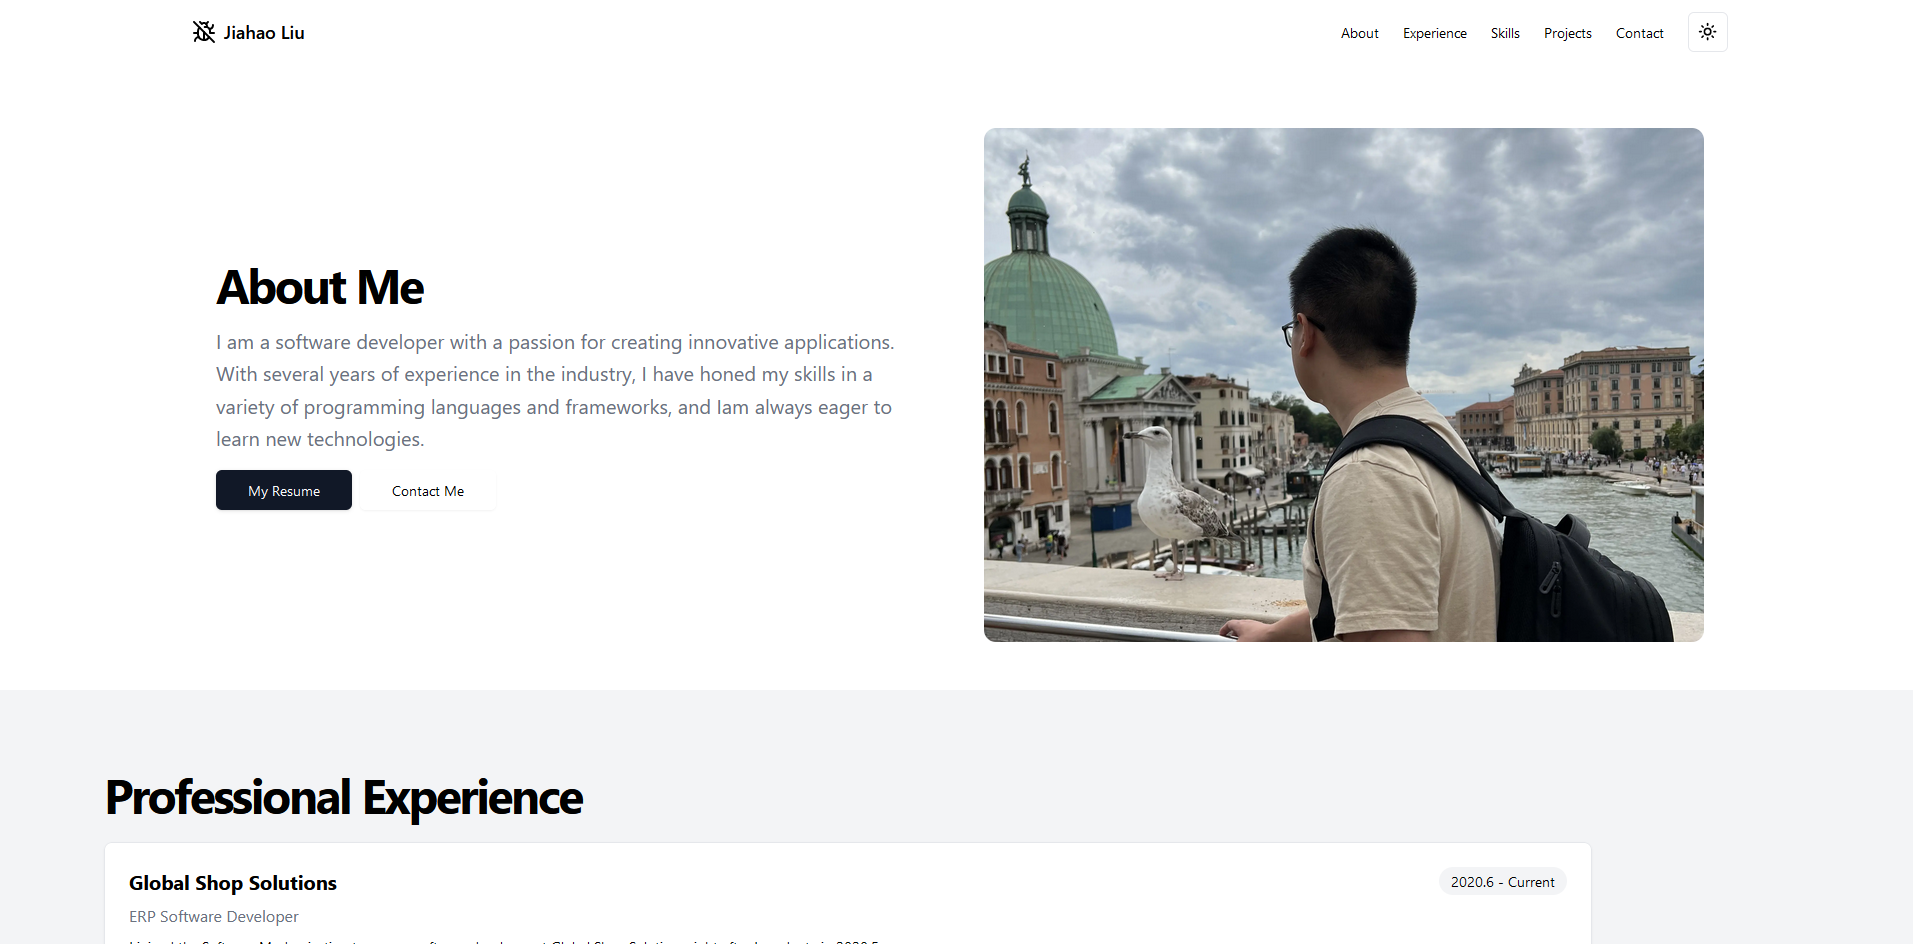 Jiahao Liu
About
Experience
Skills
Projects
Contact
About Me
I am a software developer with a passion for creating innovative applications.
With several years of experience in the industry, I have honed my skills in a
variety of programming languages and frameworks, and Iam always eager to
learn new technologies.
My Resume
Contact Me
Professional Experience
Global Shop Solutions
2020.6 - Current
ERP Software Developer